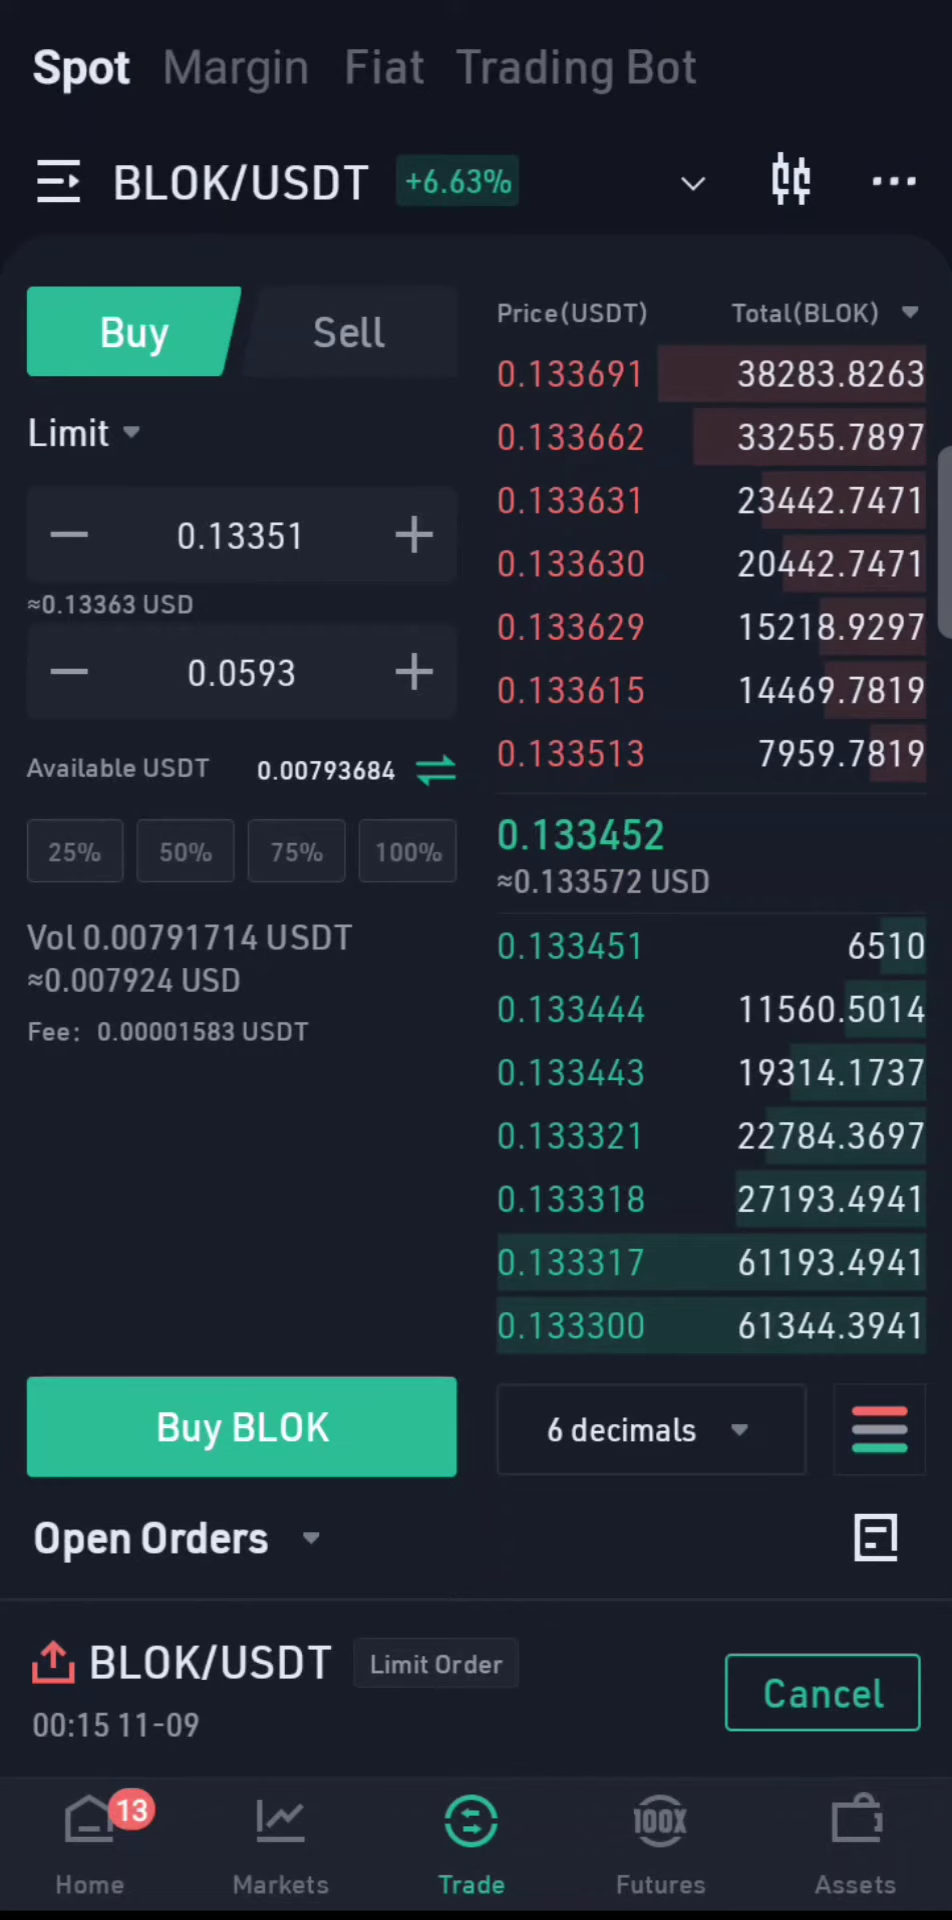 Spot Margin Fiat Trading Bot
BLOK/USDT +6.63%
Buy Sell
Limit
0.13351
≈0.13363 USD
0.0593
Available USDT 0.00793684
25% 50% 75% 100%
Vol 0.00791714 USDT
≈0.007924 USD
Fee: 0.00001583 USDT
Buy BLOK
Price(USDT) Total(BLOK)
0.133691 38283.8263
0.133662 33255.7897
0.133631 23442.7471
0.133630 20442.7471
0.133629 15218.9297
0.133615 14469.7819
0.133513 7959.7819
0.133452
≈0.133572 USD
0.133451 6510
0.133444 11560.5014
0.133443 19314.1737
0.133321 22784.3697
0.133318 27193.4941
0.133317 61193.4941
0.133300 61344.3941
6 decimals
Open Orders
BLOK/USDT Limit Order
00:15 11-09
Cancel
13
100X
Home Markets Trade Futures Assets